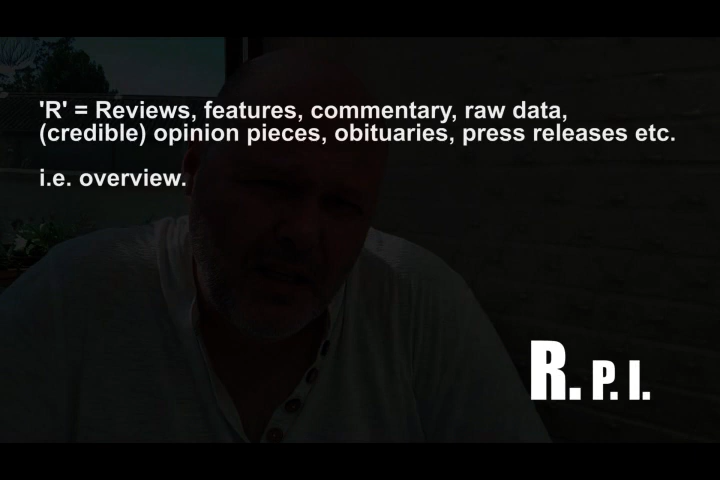 'R' = Reviews, features, commentary, raw data,
(credible) opinion pieces, obituaries, press releases etc.
i.e. overview.
R. P. I.